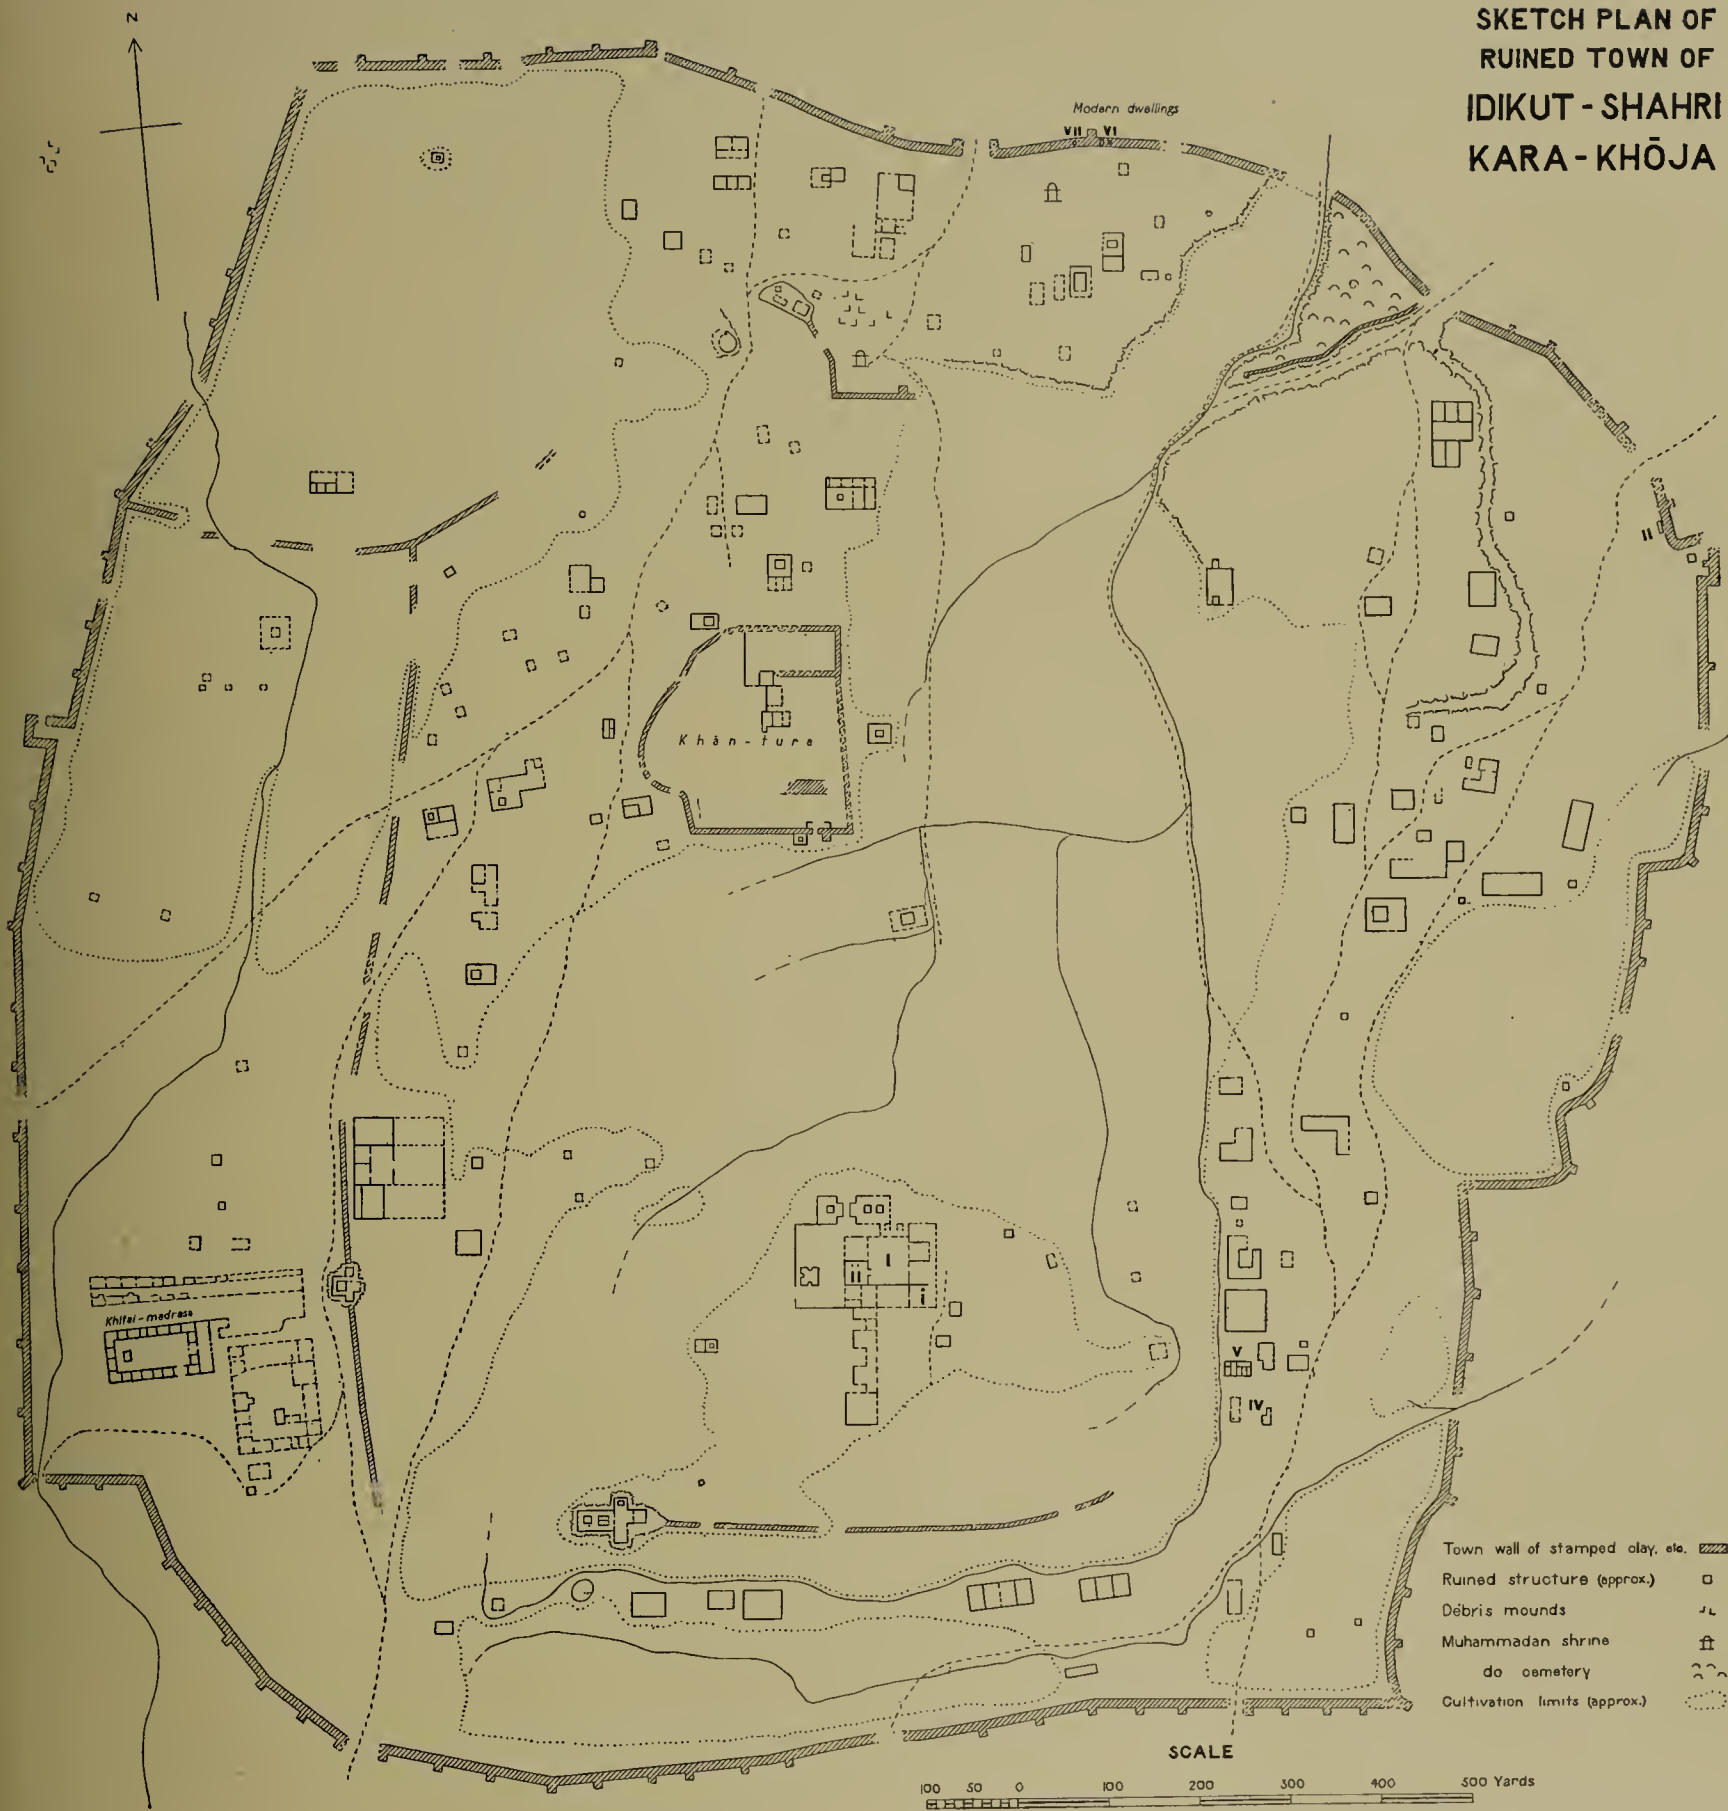 SKETCH PLAN OF
RUINED TOWN OF
IDIKUT - SHAHRI
KARA - KHŌJA
N
Modern dwellings
VII VI
II
Khān-tura
I
ii
i
Khitai-madrasa
V
IV
Town wall of stamped clay, etc.
Ruined structure (approx.)
Débris mounds
Muhammadan shrine
do cemetery
Cultivation limits (approx.)
SCALE
100 50 0 100 200 300 400 500 Yards